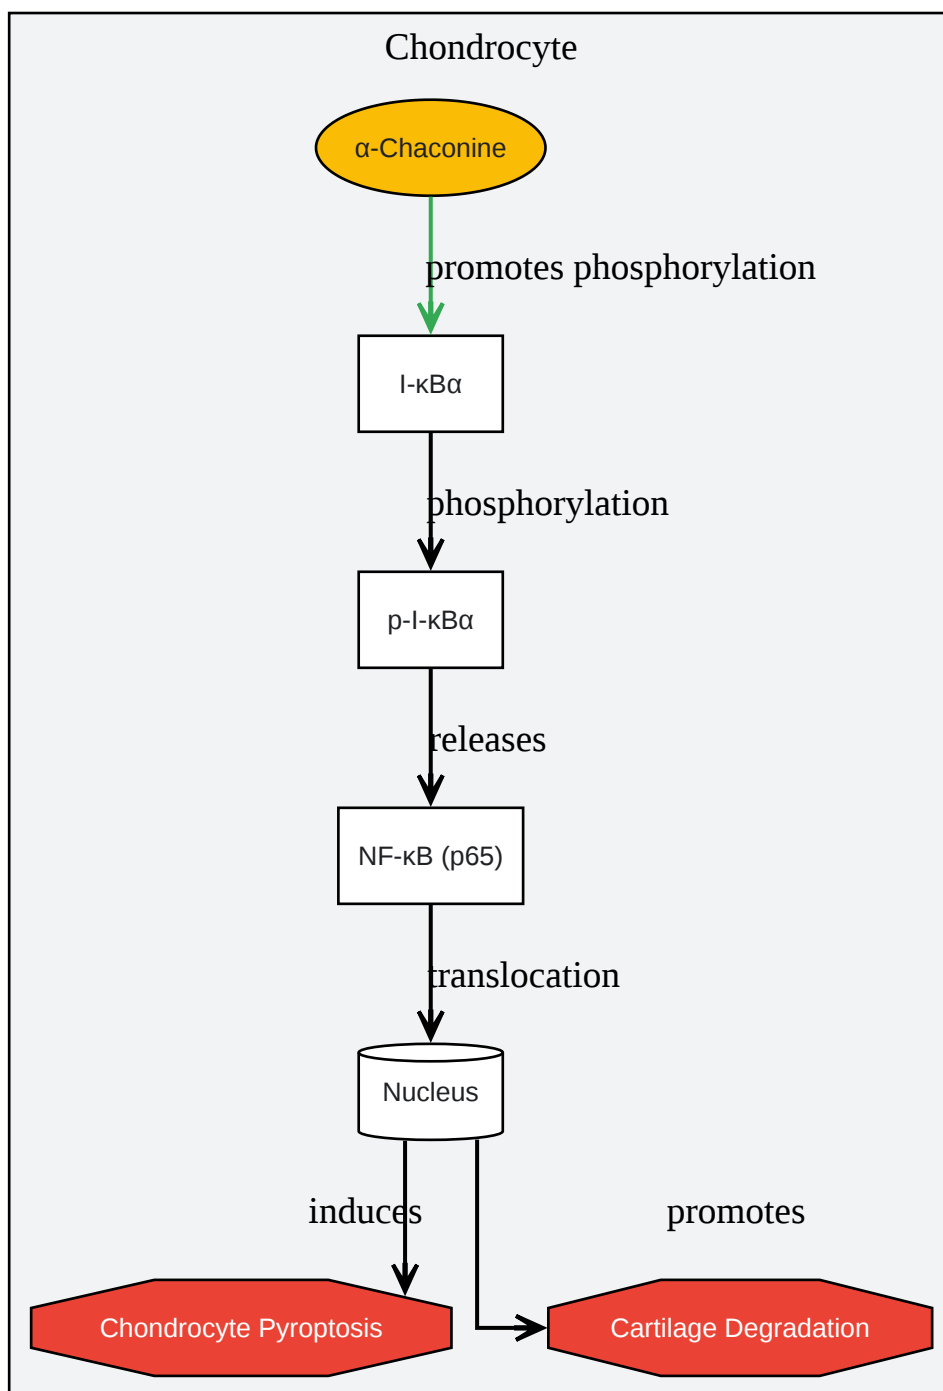 Chondrocyte
α-Chaconine
promotes phosphorylation
I-κBα
phosphorylation
p-I-κBα
releases
NF-κB (p65)
translocation
Nucleus
induces
promotes
Chondrocyte Pyroptosis
Cartilage Degradation